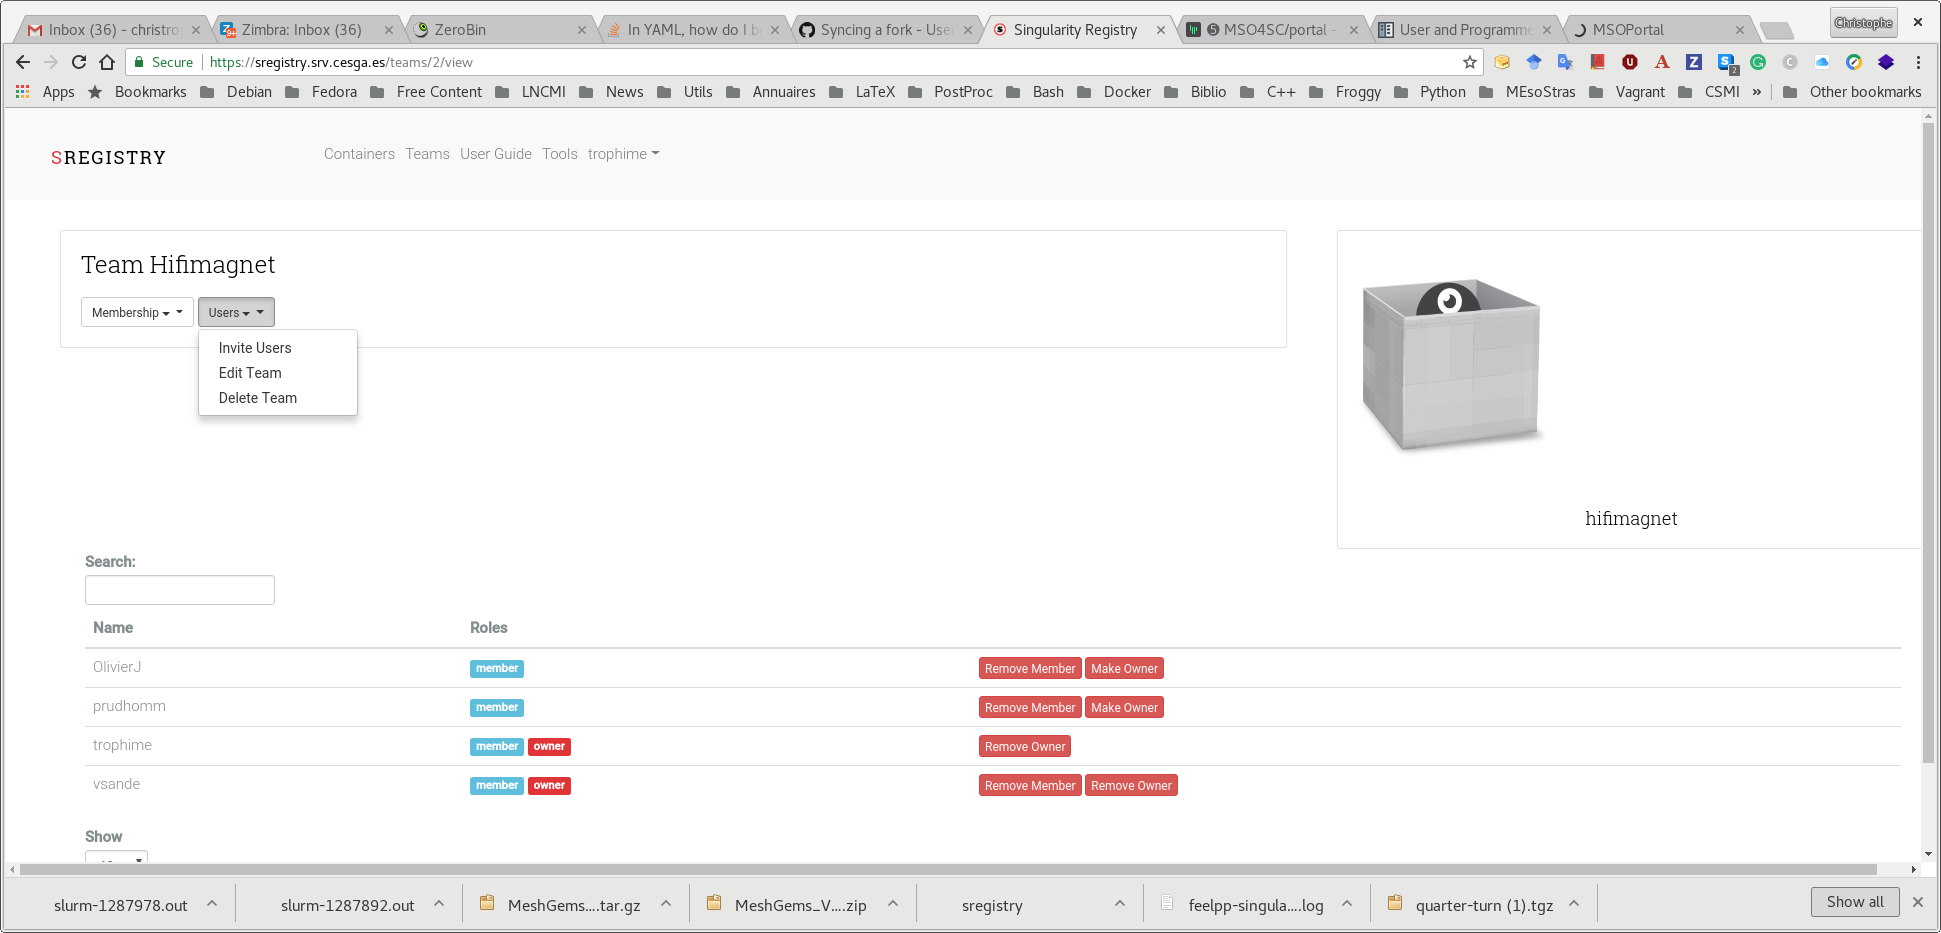 Inbox (36) - christrop
Zimbra: Inbox (36)
ZeroBin
In YAML, how do I b
Syncing a fork - User
Singularity Registry
❺ MSO4SC/portal -
User and Programme
MSOPortal
Christophe
Secure
https://sregistry.srv.cesga.es/teams/2/view
Apps
Bookmarks
Debian
Fedora
Free Content
LNCMI
News
Utils
Annuaires
LaTeX
PostProc
Bash
Docker
Biblio
C++
Froggy
Python
MEsoStras
Vagrant
CSMI
»
Other bookmarks
SREGISTRY
Containers Teams User Guide Tools trophime
Team Hifimagnet
Membership
Users
Invite Users
Edit Team
Delete Team
hifimagnet
Search:
Name Roles
OlivierJ member Remove Member Make Owner
prudhomm member Remove Member Make Owner
trophime member owner Remove Owner
vsande member owner Remove Member Remove Owner
Show
slurm-1287978.out
slurm-1287892.out
MeshGems....tar.gz
MeshGems_V....zip
sregistry
feelpp-singula....log
quarter-turn (1).tgz
Show all